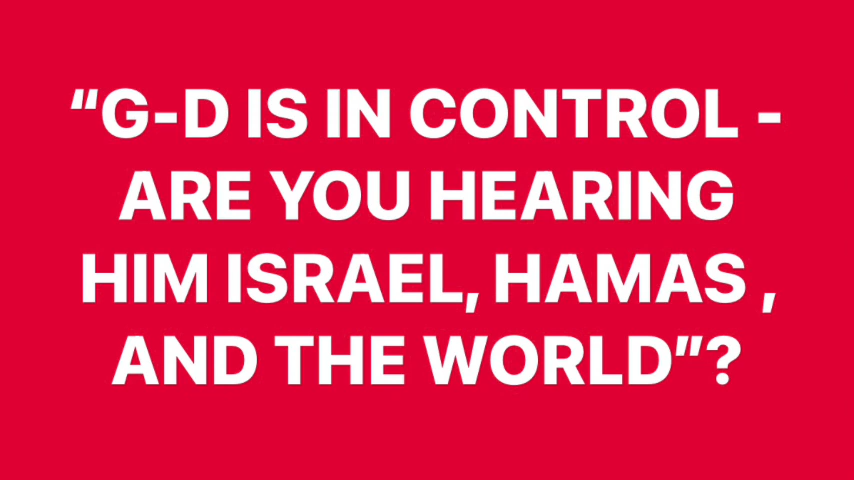 “G-D IS IN CONTROL -
ARE YOU HEARING
HIM ISRAEL, HAMAS ,
AND THE WORLD”?